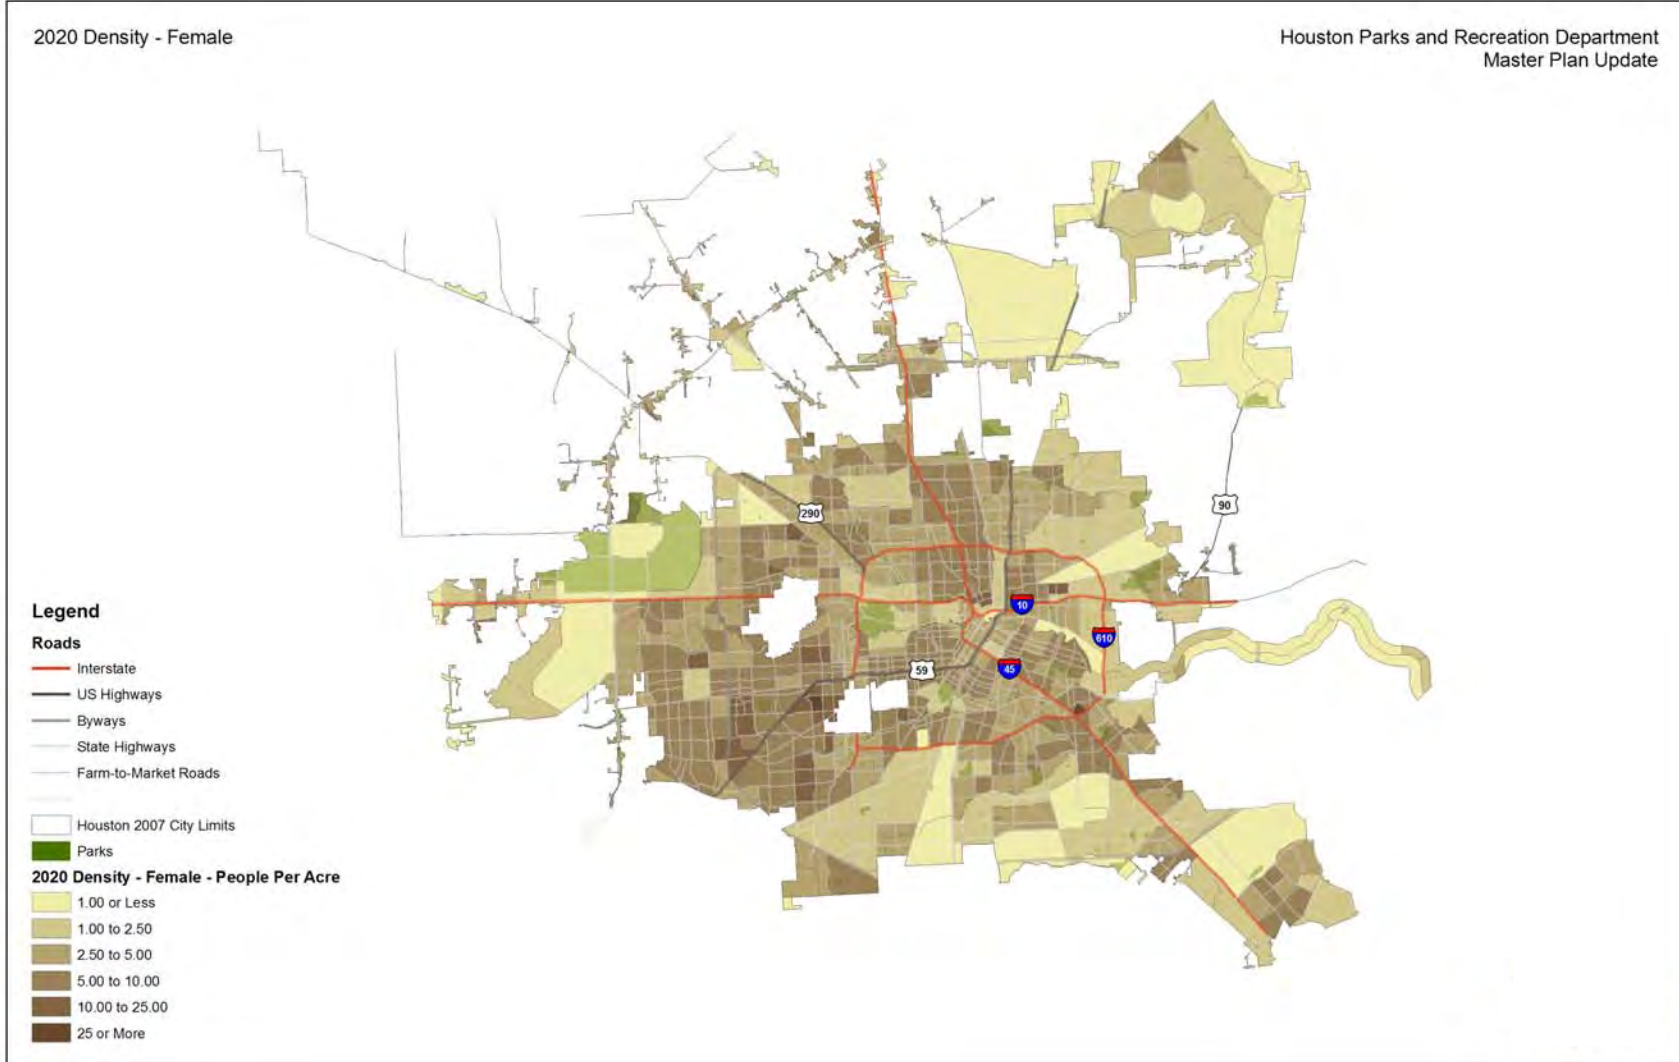 2020 Density - Female
Houston Parks and Recreation Department
Master Plan Update
290
90
10
610
59
45
Legend
Roads
Interstate
US Highways
Byways
State Highways
Farm-to-Market Roads
Houston 2007 City Limits
Parks
2020 Density - Female - People Per Acre
1.00 or Less
1.00 to 2.50
2.50 to 5.00
5.00 to 10.00
10.00 to 25.00
25 or More